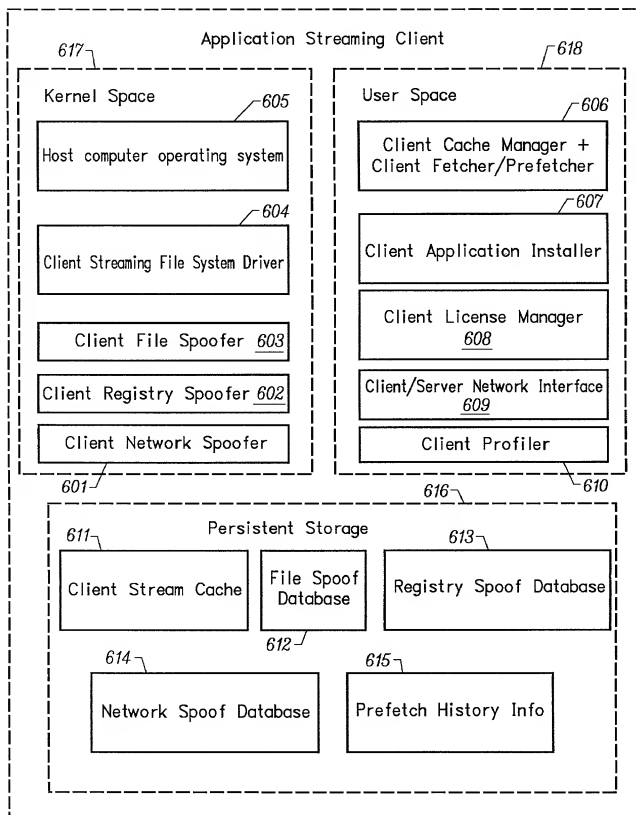 Application Streaming Client
617
618
Kernel Space
605
Host computer operating system
604
Client Streaming File System Driver
Client File Spoofer 603
Client Registry Spoofer 602
Client Network Spoofer
601
User Space
606
Client Cache Manager +
Client Fetcher/Prefetcher
607
Client Application Installer
Client License Manager
608
Client/Server Network Interface
609
Client Profiler
610
616
Persistent Storage
611
Client Stream Cache
File Spoof
Database
612
613
Registry Spoof Database
614
Network Spoof Database
615
Prefetch History Info